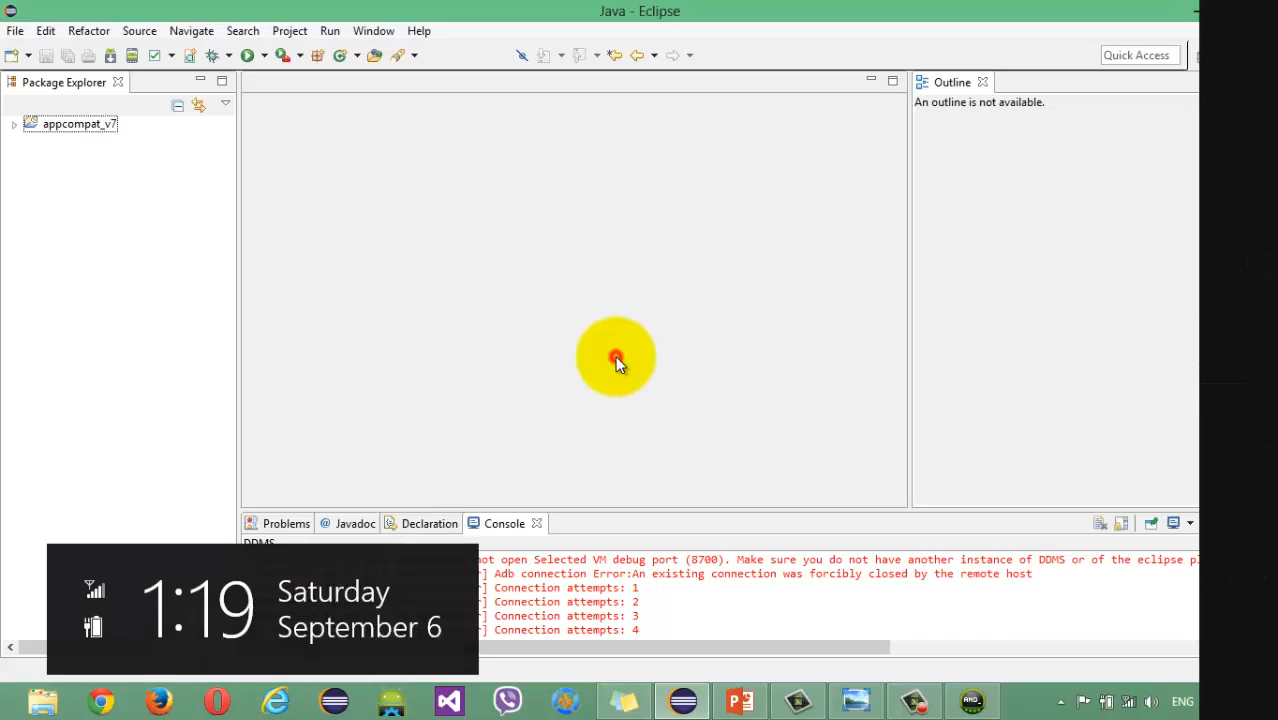 Java - Eclipse
File Edit Refactor Source Navigate Search Project Run Window Help
Quick Access
Package Explorer
Outline
An outline is not available.
appcompat_v7
Problems @ Javadoc Declaration Console
DDMS
not open Selected VM debug port (8700). Make sure you do not have another instance of DDMS or of the eclipse pl
] Adb connection Error:An existing connection was forcibly closed by the remote host
] Connection attempts: 1
] Connection attempts: 2
] Connection attempts: 3
] Connection attempts: 4
1:19
Saturday
September 6
ENG